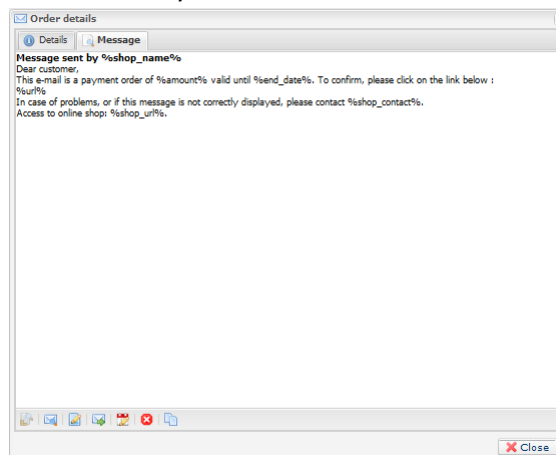 Order details
Details
Message
Message sent by %shop_name%
Dear customer,
This e-mail is a payment order of %amount% valid until %end_date%. To confirm, please click on the link below :
%url%
In case of problems, or if this message is not correctly displayed, please contact %shop_contact%.
Access to online shop: %shop_url%.
Close